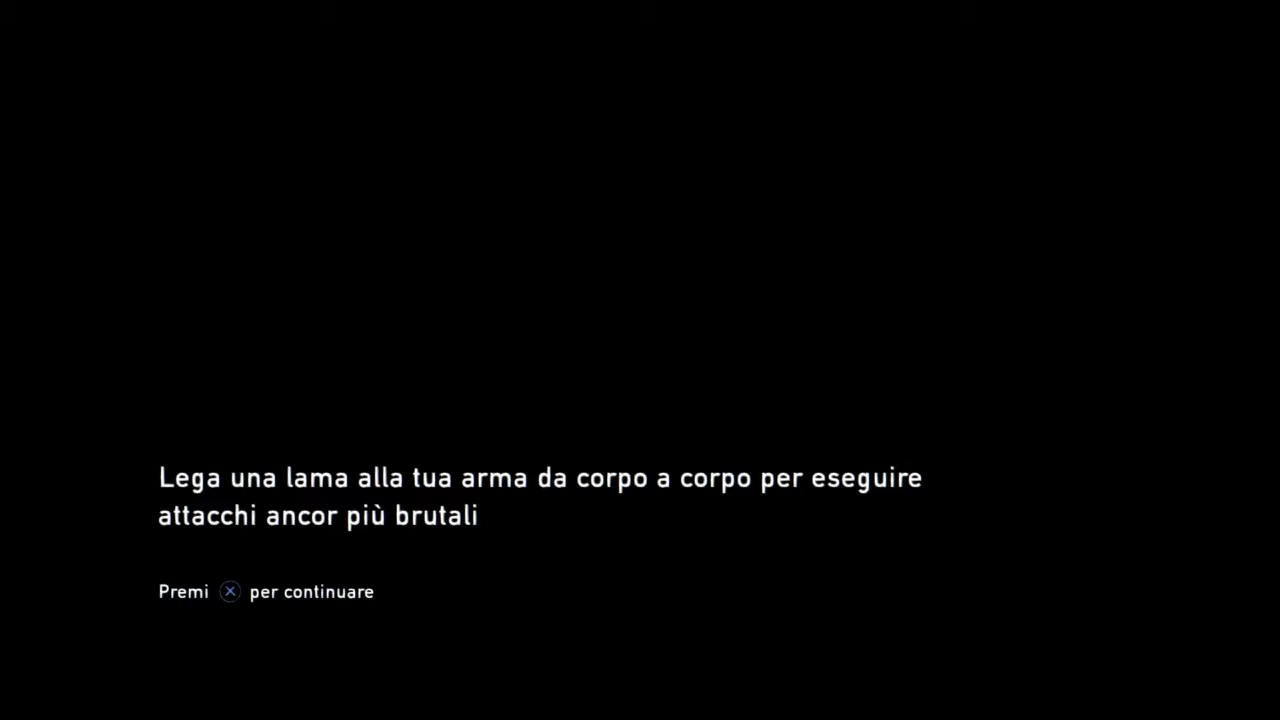 Lega una lama alla tua arma da corpo a corpo per eseguire
attacchi ancor più brutali
Premi ⓧ per continuare